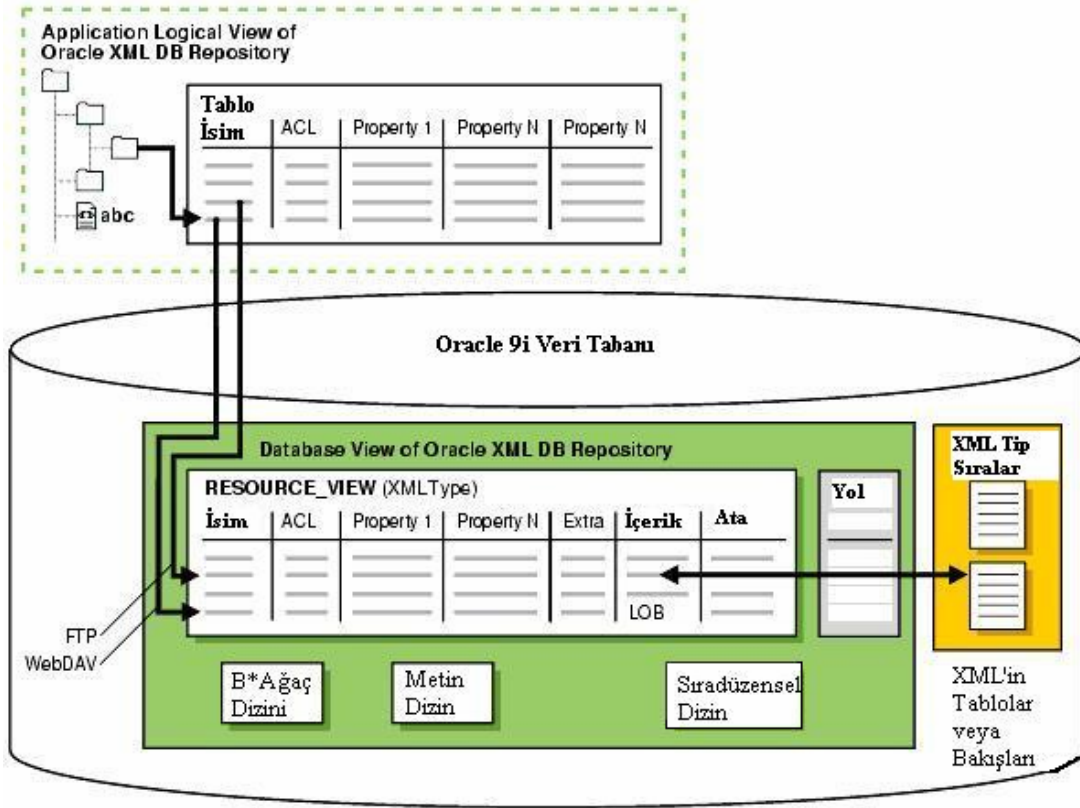 Application Logical View of
Oracle XML DB Repository
Tablo
İsim ACL Property 1 Property N Property N
abc
Oracle 9i Veri Tabanı
Database View of Oracle XML DB Repository
RESOURCE_VIEW (XMLType)
İsim ACL Property 1 Property N Extra İçerik Ata
LOB
Yol
XML Tip
Sıralar
FTP
WebDAV
B*Ağaç
Dizini
Metin
Dizin
Sıradüzensel
Dizin
XML'in
Tablolar
veya
Bakışları